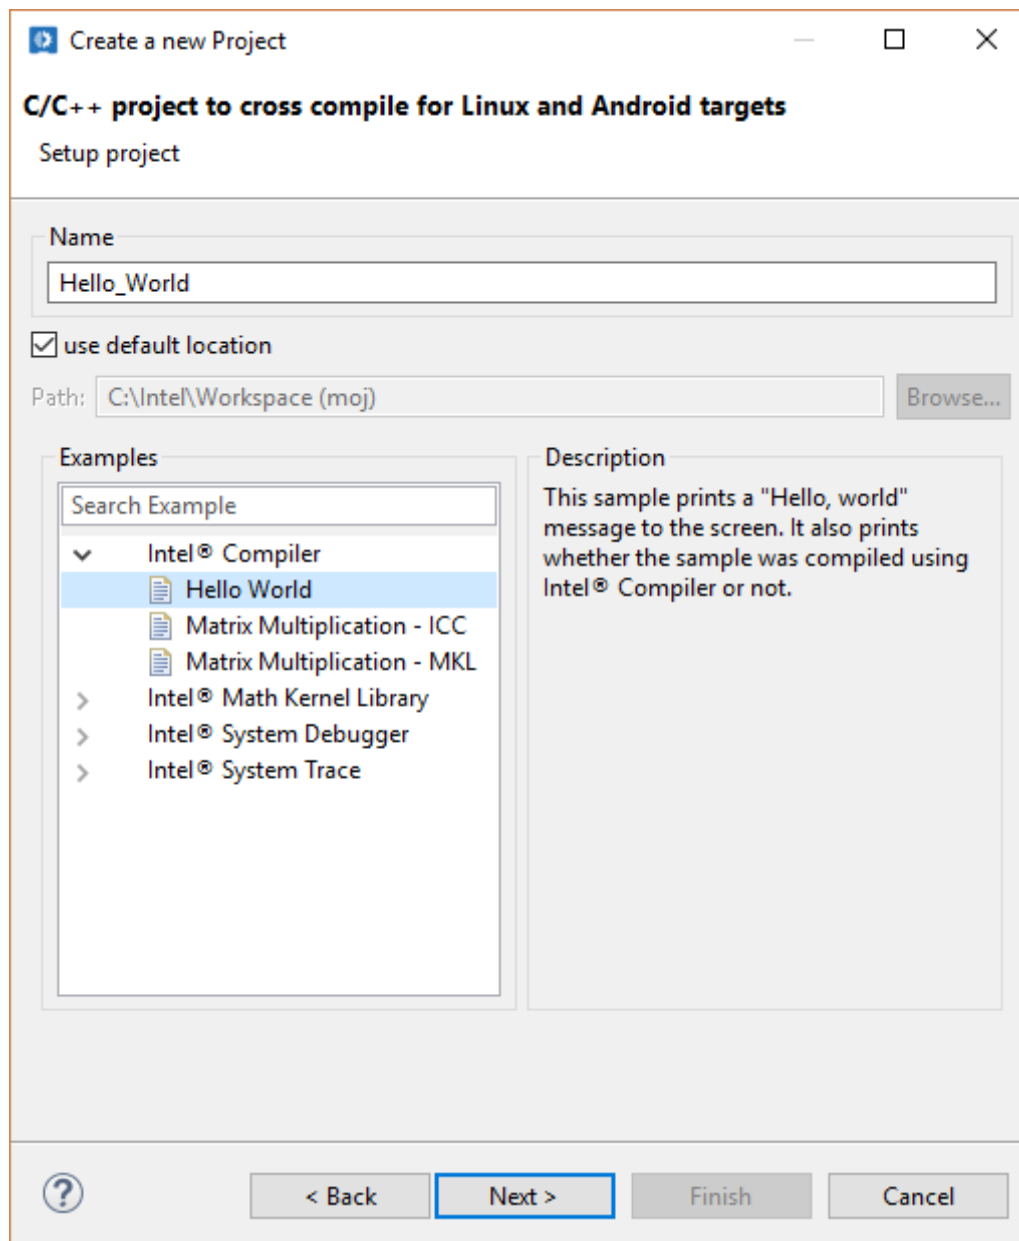 Create a new Project
C/C++ project to cross compile for Linux and Android targets
Setup project
Name
Hello_World
use default location
Path: C:\Intel\Workspace (moj) Browse...
Examples
Search Example
Intel® Compiler
Hello World
Matrix Multiplication - ICC
Matrix Multiplication - MKL
Intel® Math Kernel Library
Intel® System Debugger
Intel® System Trace
Description
This sample prints a "Hello, world"
message to the screen. It also prints
whether the sample was compiled using
Intel® Compiler or not.
? < Back Next > Finish Cancel